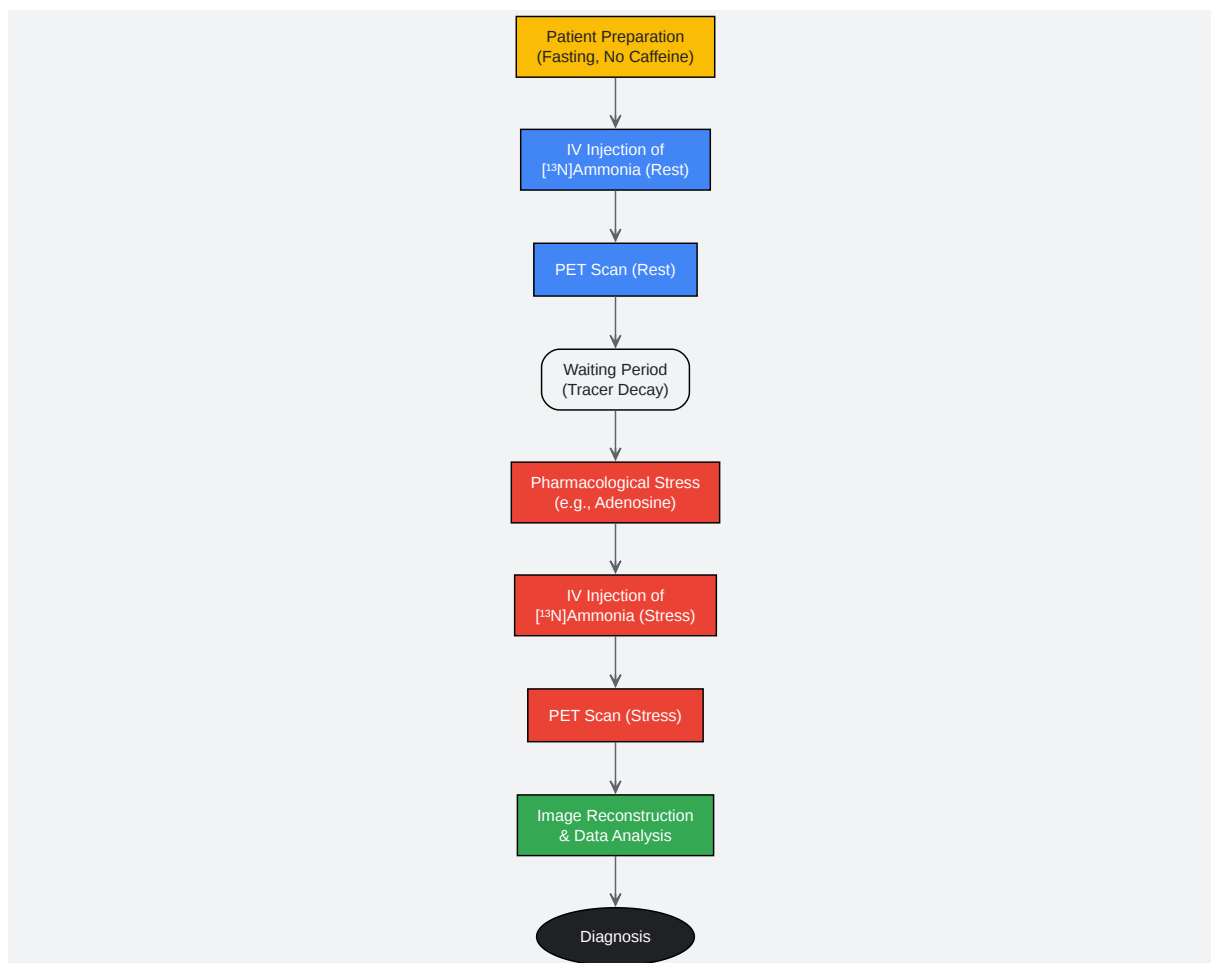 Patient Preparation
(Fasting, No Caffeine)
IV Injection of
[¹³N]Ammonia (Rest)
PET Scan (Rest)
Waiting Period
(Tracer Decay)
Pharmacological Stress
(e.g., Adenosine)
IV Injection of
[¹³N]Ammonia (Stress)
PET Scan (Stress)
Image Reconstruction
& Data Analysis
Diagnosis